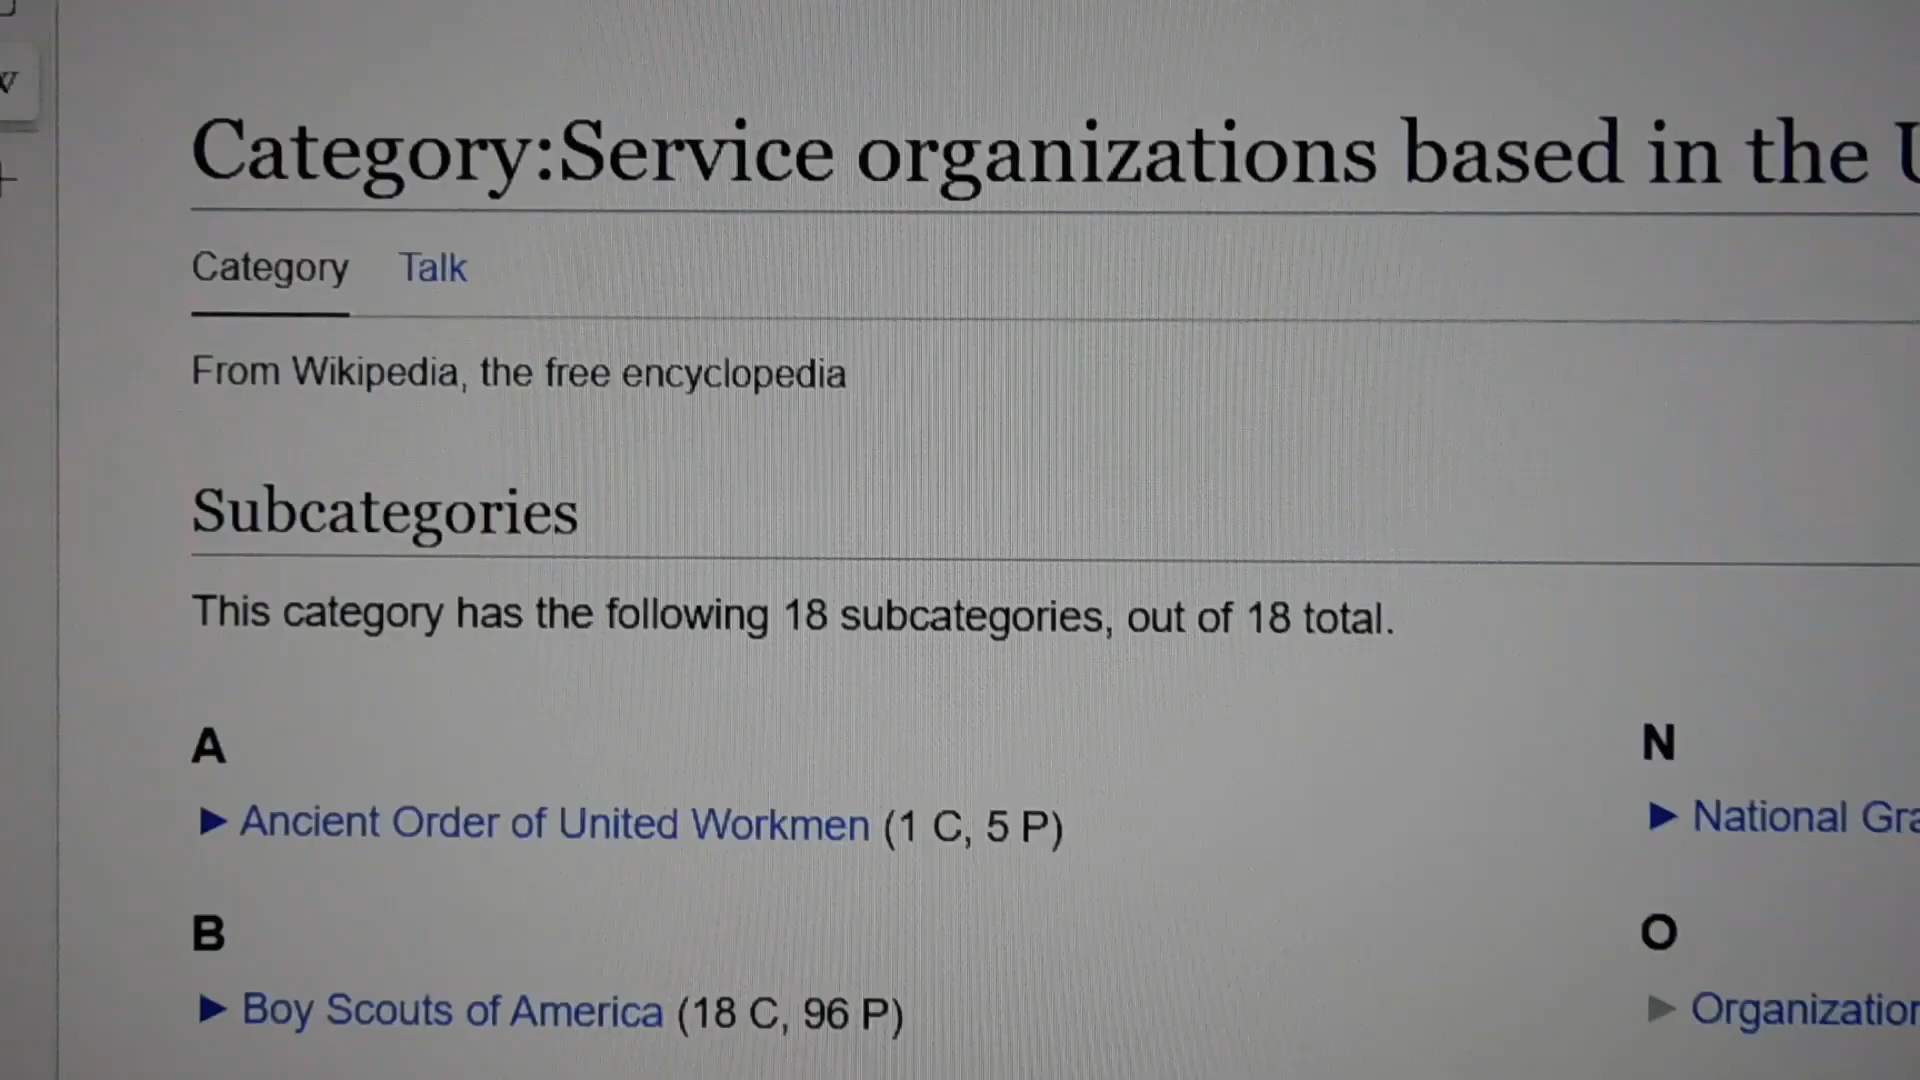 Category:Service organizations based in the
Category Talk
From Wikipedia, the free encyclopedia
Subcategories
This category has the following 18 subcategories, out of 18 total.
A
► Ancient Order of United Workmen (1 C, 5 P)
B
► Boy Scouts of America (18 C, 96 P)
N
► National
O